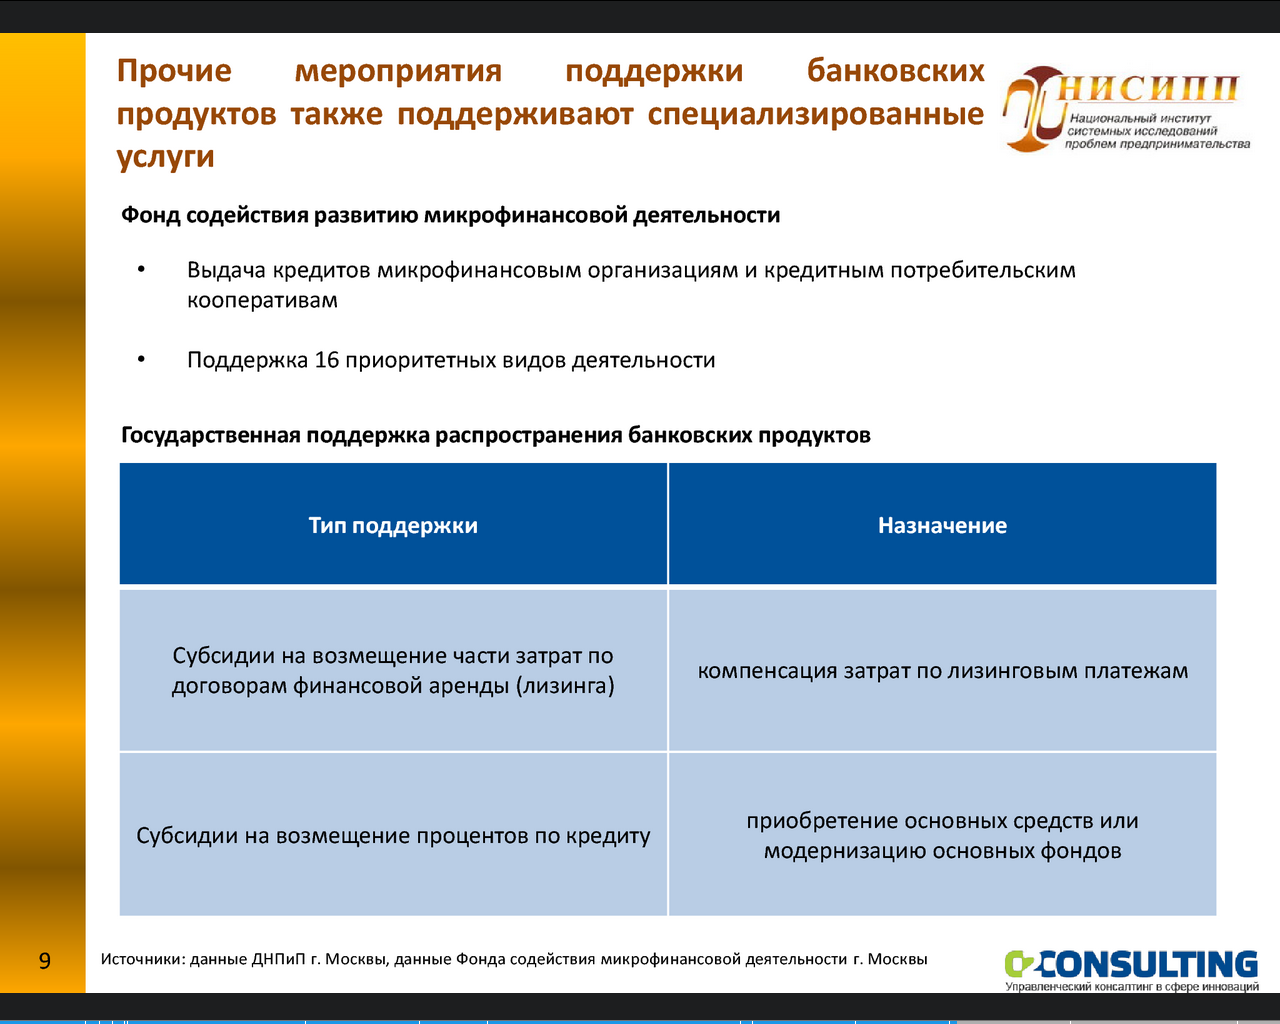 Прочие мероприятия поддержки банковских
продуктов также поддерживают специализированные
услуги
НИСИПП
Национальный институт
системных исследований
проблем предпринимательства
Фонд содействия развитию микрофинансовой деятельности
• Выдача кредитов микрофинансовым организациям и кредитным потребительским
кооперативам
• Поддержка 16 приоритетных видов деятельности
Государственная поддержка распространения банковских продуктов
Тип поддержки
Назначение
Субсидии на возмещение части затрат по
договорам финансовой аренды (лизинга)
компенсация затрат по лизинговым платежам
Субсидии на возмещение процентов по кредиту
приобретение основных средств или
модернизацию основных фондов
9
Источники: данные ДНПиП г. Москвы, данные Фонда содействия микрофинансовой деятельности г. Москвы
CONSULTING
Управленческий консалтинг в сфере инноваций